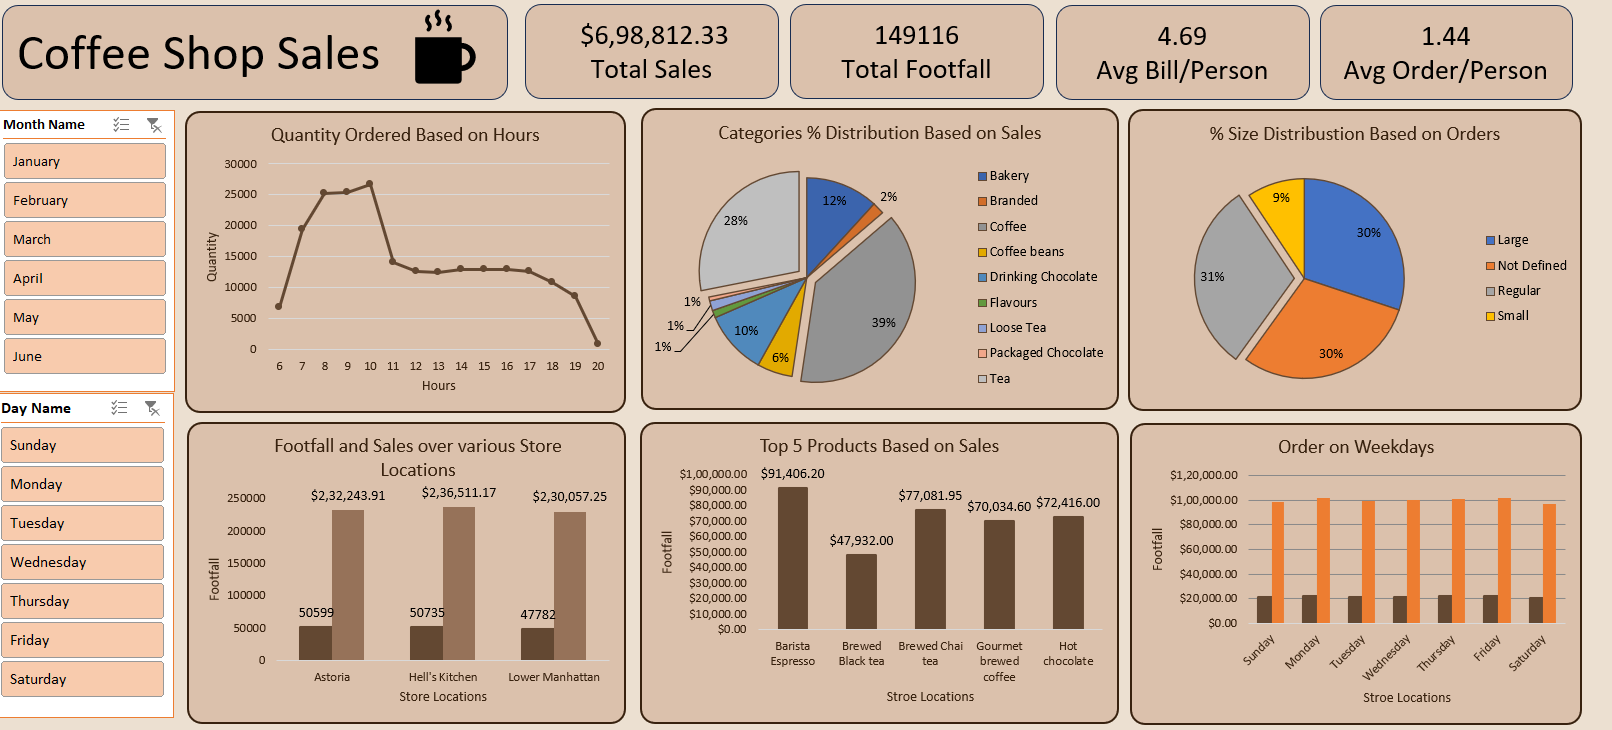 Coffee Shop Sales
$6,98,812.33
Total Sales
149116
Total Footfall
4.69
Avg Bill/Person
1.44
Avg Order/Person
Month Name
January
February
March
April
May
June
Day Name
Sunday
Monday
Tuesday
Wednesday
Thursday
Friday
Saturday
Quantity Ordered Based on Hours
Quantity
30000
25000
20000
15000
10000
5000
0
6 7 8 9 10 11 12 13 14 15 16 17 18 19 20
Hours
Categories % Distribution Based on Sales
12%
2%
39%
6%
10%
1%
1%
1%
28%
Bakery
Branded
Coffee
Coffee beans
Drinking Chocolate
Flavours
Loose Tea
Packaged Chocolate
Tea
% Size Distribustion Based on Orders
30%
30%
31%
9%
Large
Not Defined
Regular
Small
Footfall and Sales over various Store
Locations
Footfall
250000
200000
150000
100000
50000
0
$2,32,243.91 $2,36,511.17 $2,30,057.25
50599 50735 47782
Astoria Hell's Kitchen Lower Manhattan
Store Locations
Top 5 Products Based on Sales
Footfall
$1,00,000.00
$90,000.00
$80,000.00
$70,000.00
$60,000.00
$50,000.00
$40,000.00
$30,000.00
$20,000.00
$10,000.00
$0.00
$91,406.20
$47,932.00
$77,081.95
$70,034.60
$72,416.00
Barista
Espresso
Brewed
Black tea
Brewed Chai
tea
Gourmet
brewed
coffee
Hot
chocolate
Stroe Locations
Order on Weekdays
Footfall
$1,20,000.00
$1,00,000.00
$80,000.00
$60,000.00
$40,000.00
$20,000.00
$0.00
Sunday
Monday
Tuesday
Wednesday
Thursday
Friday
Saturday
Stroe Locations